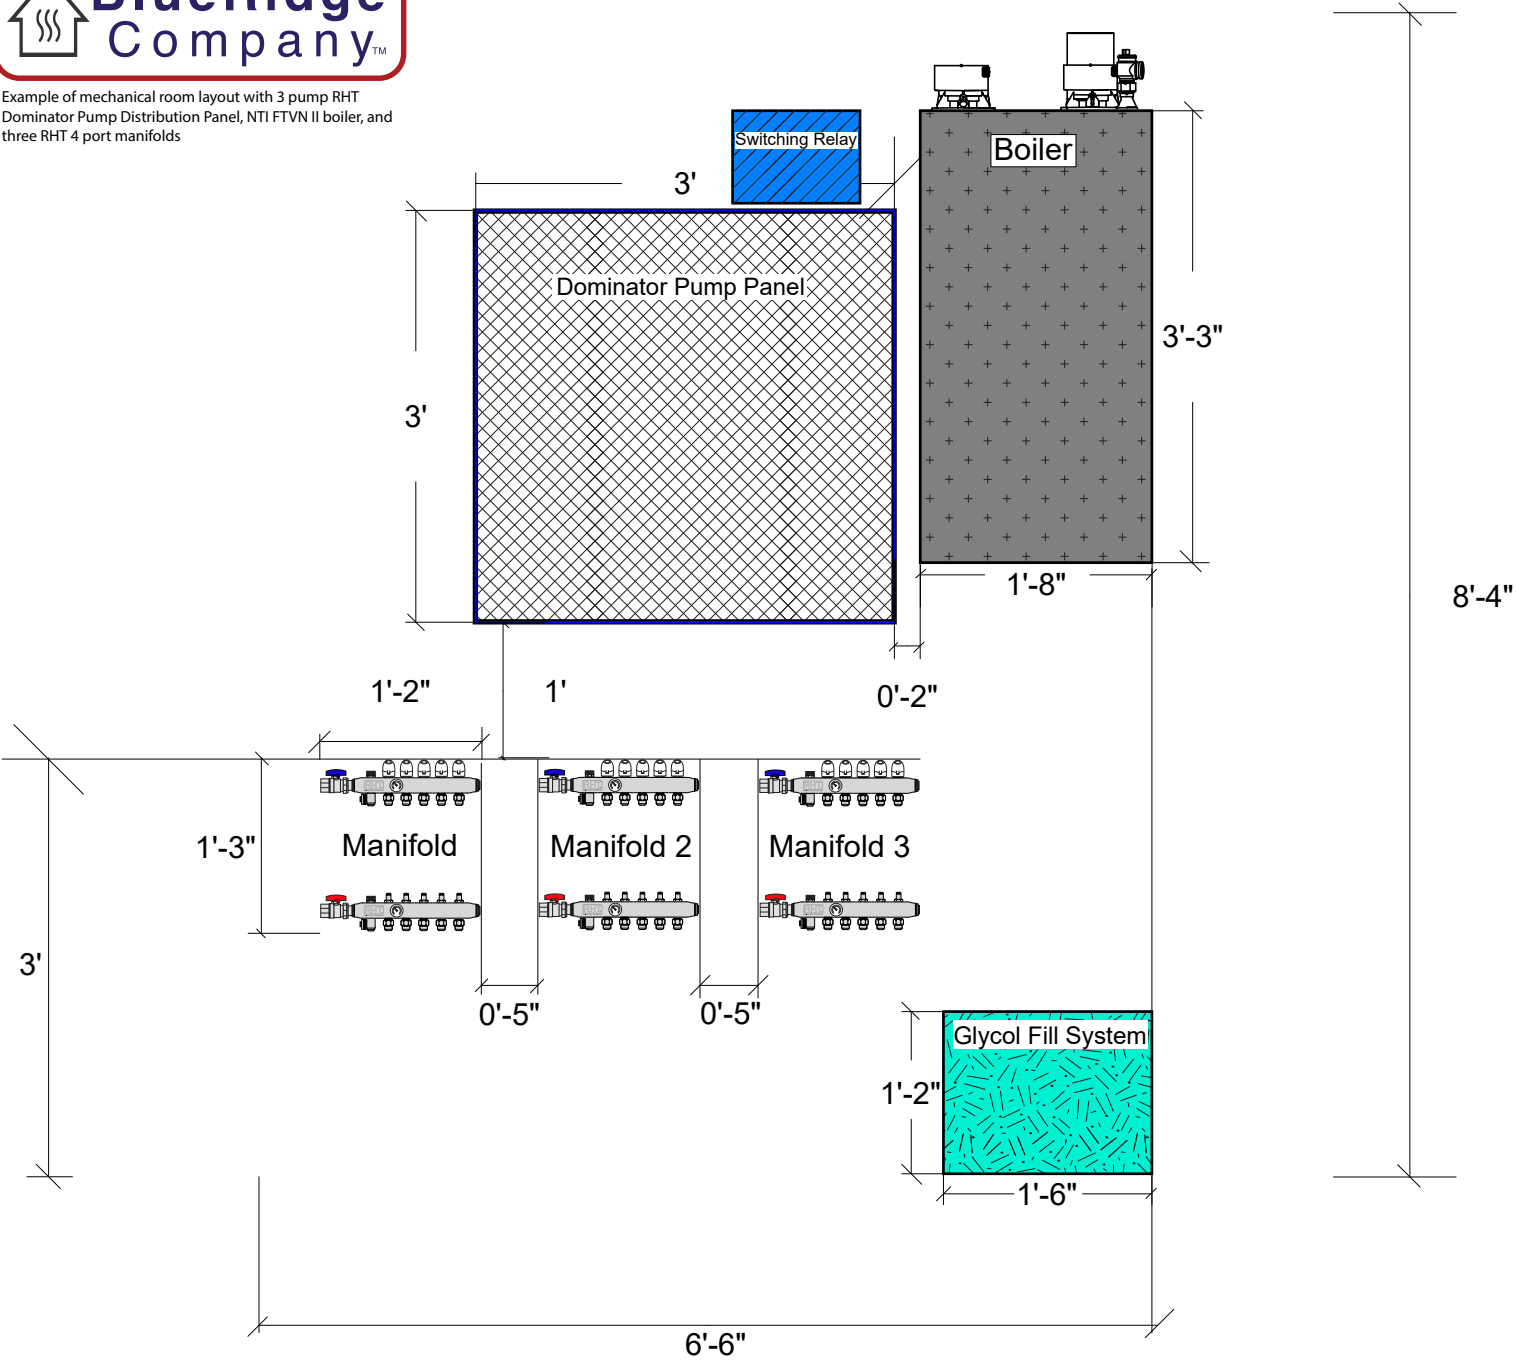 BlueRidge
Company™
Example of mechanical room layout with 3 pump RHT
Dominator Pump Distribution Panel, NTI FTVN II boiler, and
three RHT 4 port manifolds
Switching Relay
Boiler
3'
Dominator Pump Panel
3'-3"
3'
1'-8"
8'-4"
1'-2"
1'
0'-2"
1'-3"
Manifold
Manifold 2
Manifold 3
3'
0'-5"
0'-5"
Glycol Fill System
1'-2"
1'-6"
6'-6"